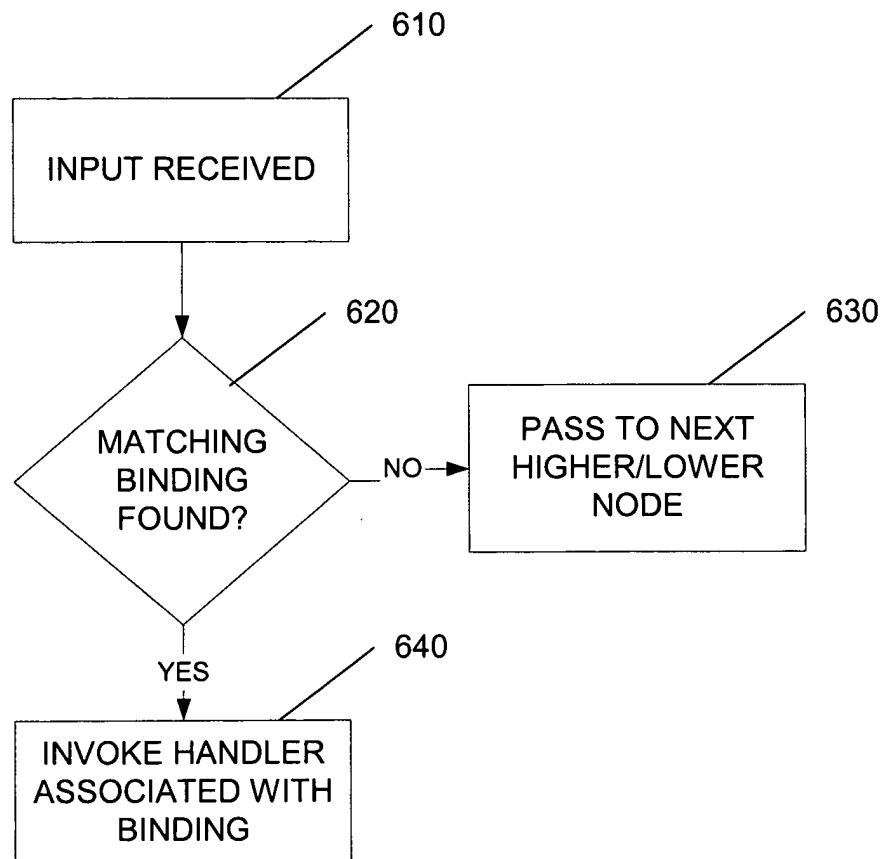 610
INPUT RECEIVED
620
630
MATCHING
BINDING
FOUND?
NO
PASS TO NEXT
HIGHER/LOWER
NODE
YES
640
INVOKE HANDLER
ASSOCIATED WITH
BINDING